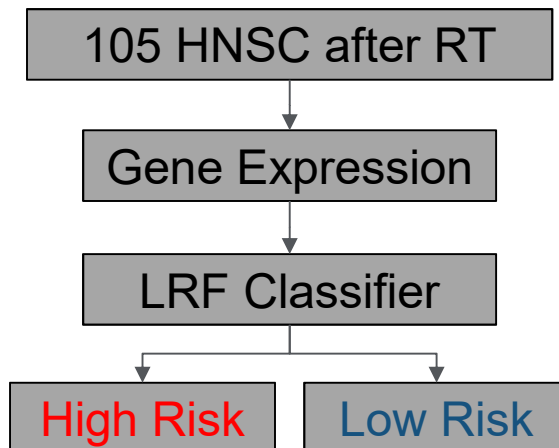 105 HNSC after RT
Gene Expression
LRF Classifier
High Risk
Low Risk